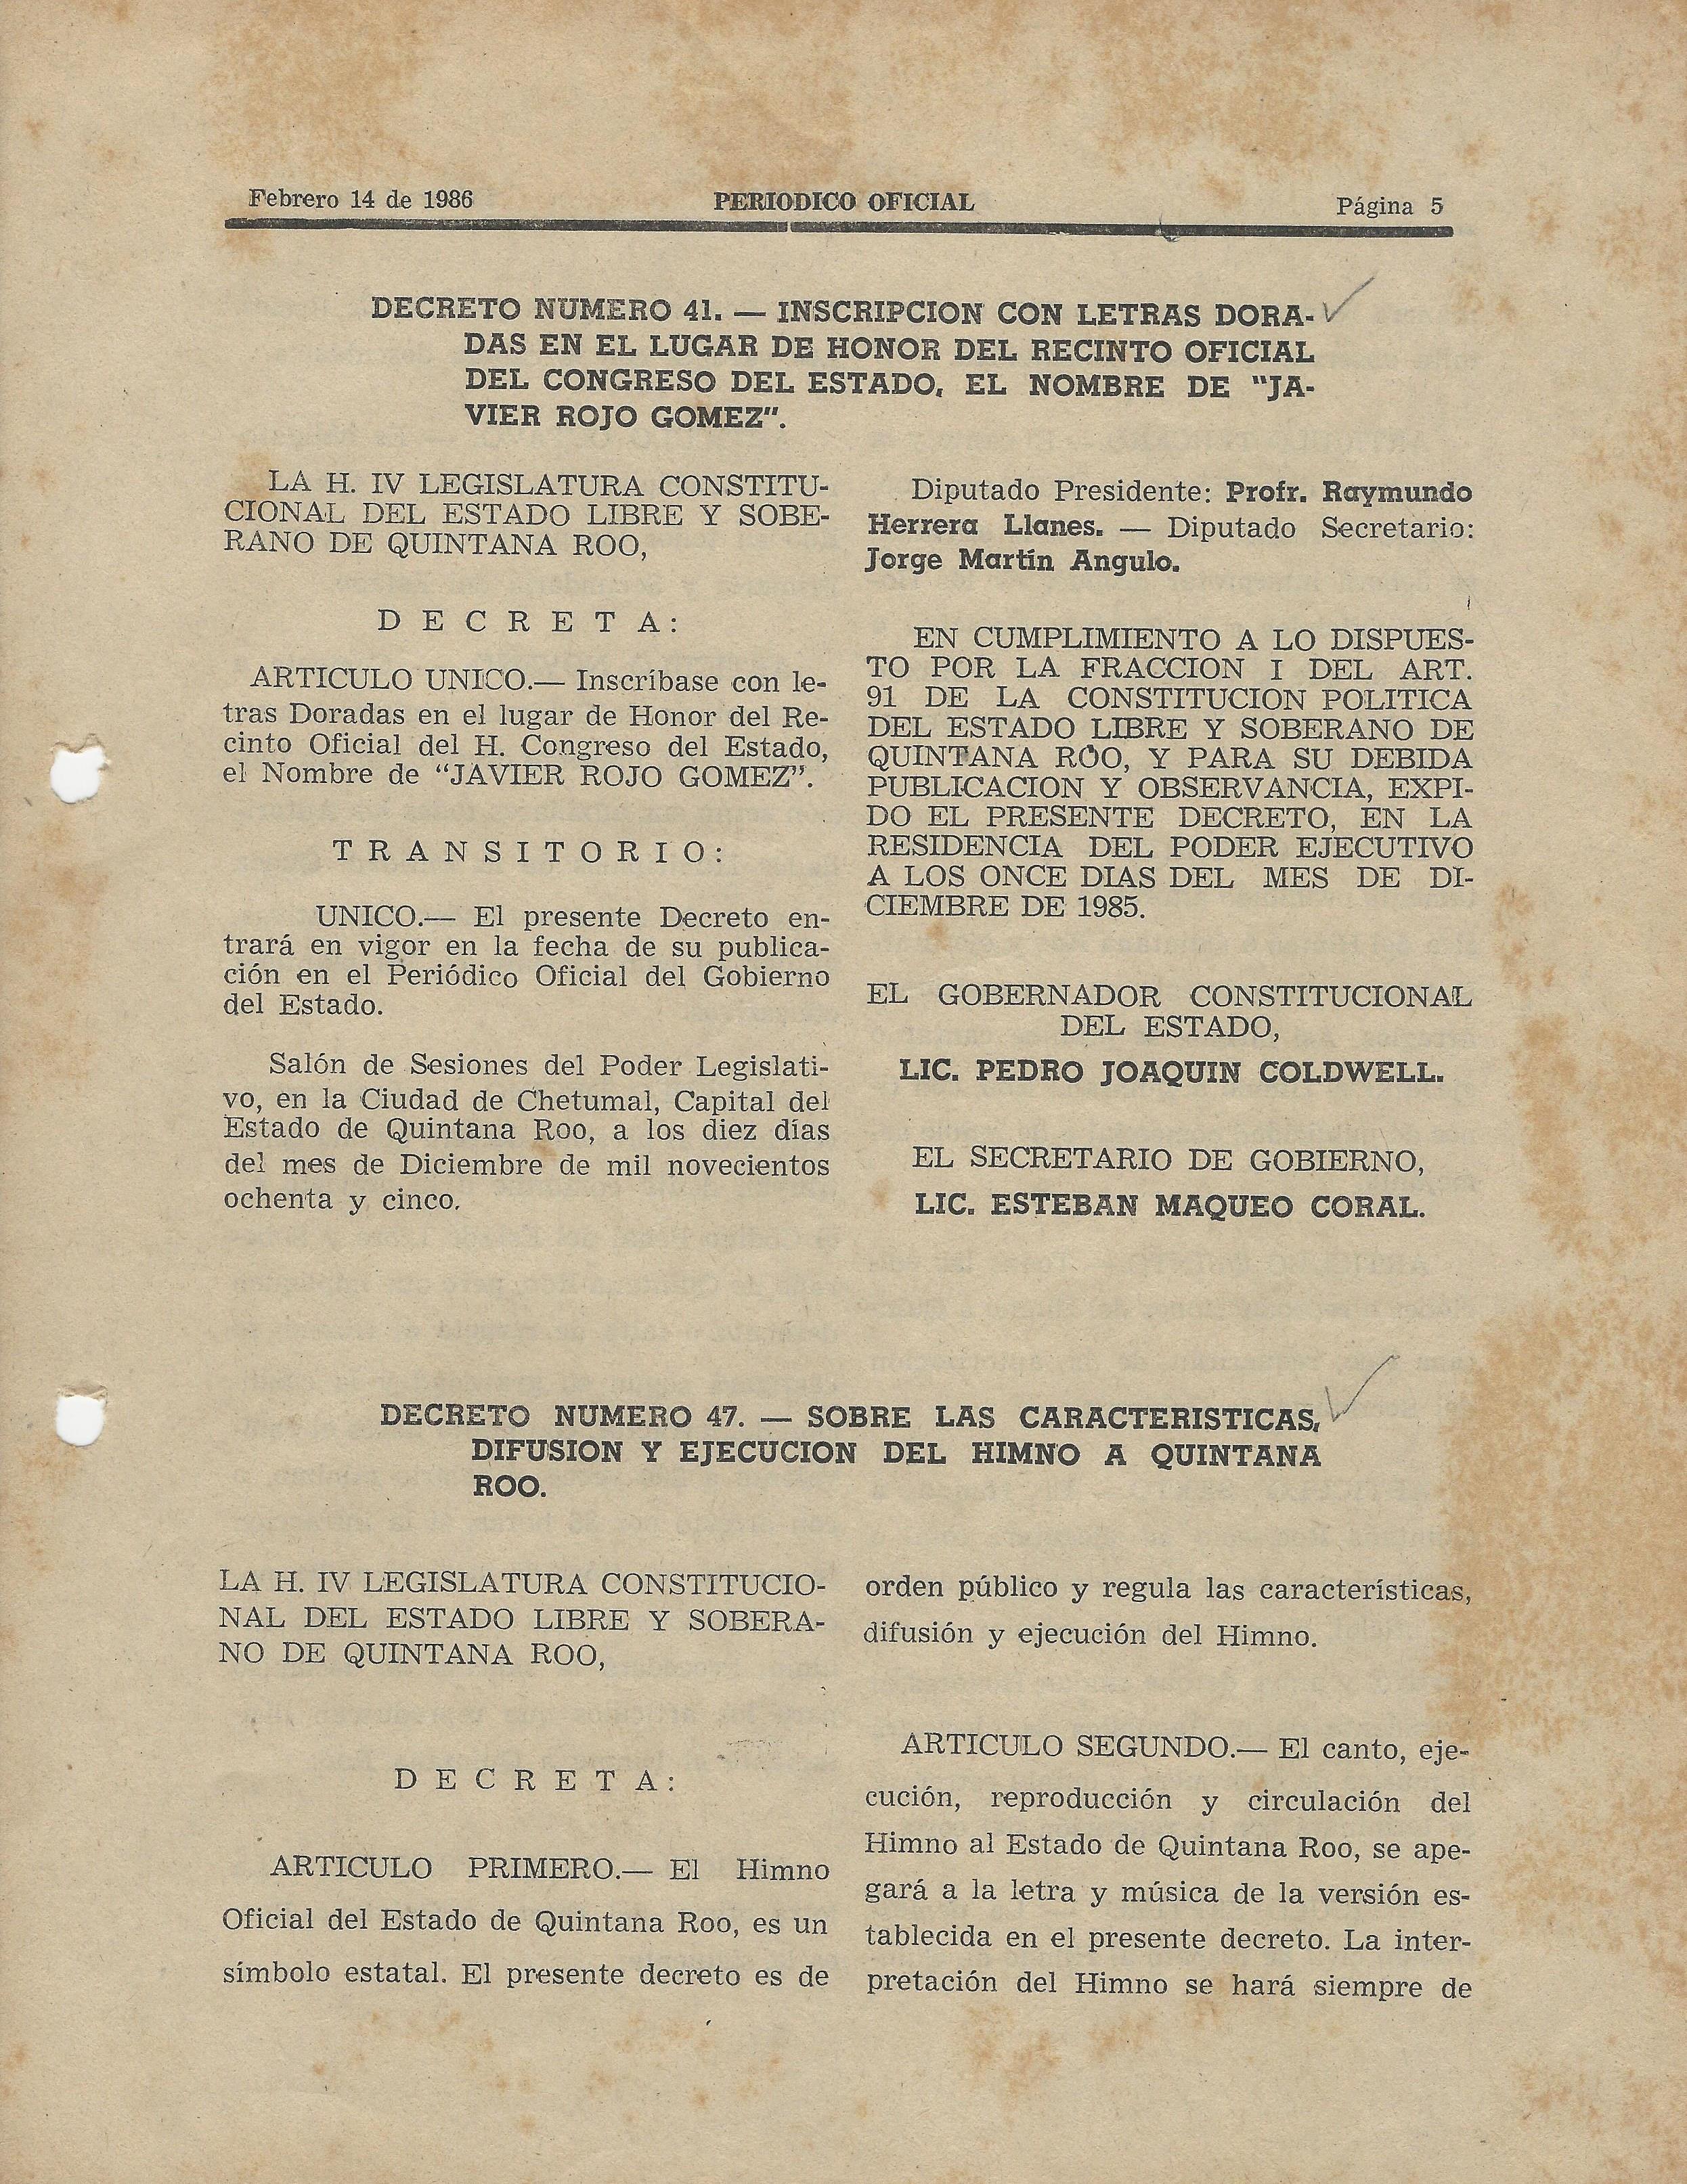 Febrero 14 de 1986 PERIODICO OFICIAL Página 5
DECRETO NUMERO 41. — INSCRIPCION CON LETRAS DORA-
DAS EN EL LUGAR DE HONOR DEL RECINTO OFICIAL
DEL CONGRESO DEL ESTADO, EL NOMBRE DE "JA-
VIER ROJO GOMEZ".
LA H. IV LEGISLATURA CONSTITU-
CIONAL DEL ESTADO LIBRE Y SOBE-
RANO DE QUINTANA ROO,
D E C R E T A :
ARTICULO UNICO.— Inscríbase con le-
tras Doradas en el lugar de Honor del Re-
cinto Oficial del H. Congreso del Estado,
el Nombre de "JAVIER ROJO GOMEZ".
T R A N S I T O R I O :
UNICO.— El presente Decreto en-
trará en vigor en la fecha de su publica-
ción en el Periódico Oficial del Gobierno
del Estado.
Salón de Sesiones del Poder Legislati-
vo, en la Ciudad de Chetumal, Capital del
Estado de Quintana Roo, a los diez días
del mes de Diciembre de mil novecientos
ochenta y cinco.
Diputado Presidente: Profr. Raymundo
Herrera Llanes. — Diputado Secretario:
Jorge Martín Angulo.
EN CUMPLIMIENTO A LO DISPUES-
TO POR LA FRACCION I DEL ART.
91 DE LA CONSTITUCION POLITICA
DEL ESTADO LIBRE Y SOBERANO DE
QUINTANA ROO, Y PARA SU DEBIDA
PUBLICACION Y OBSERVANCIA, EXPI-
DO EL PRESENTE DECRETO, EN LA
RESIDENCIA DEL PODER EJECUTIVO
A LOS ONCE DIAS DEL MES DE DI-
CIEMBRE DE 1985.
EL GOBERNADOR CONSTITUCIONAL
DEL ESTADO,
LIC. PEDRO JOAQUIN COLDWELL.
EL SECRETARIO DE GOBIERNO,
LIC. ESTEBAN MAQUEO CORAL.
DECRETO NUMERO 47. — SOBRE LAS CARACTERISTICAS,
DIFUSION Y EJECUCION DEL HIMNO A QUINTANA
ROO.
LA H. IV LEGISLATURA CONSTITUCIO-
NAL DEL ESTADO LIBRE Y SOBERA-
NO DE QUINTANA ROO,
D E C R E T A :
ARTICULO PRIMERO.— El Himno
Oficial del Estado de Quintana Roo, es un
símbolo estatal. El presente decreto es de
orden público y regula las características,
difusión y ejecución del Himno.
ARTICULO SEGUNDO.— El canto, eje-
cución, reproducción y circulación del
Himno al Estado de Quintana Roo, se ape-
gará a la letra y música de la versión es-
tablecida en el presente decreto. La inter-
pretación del Himno se hará siempre de